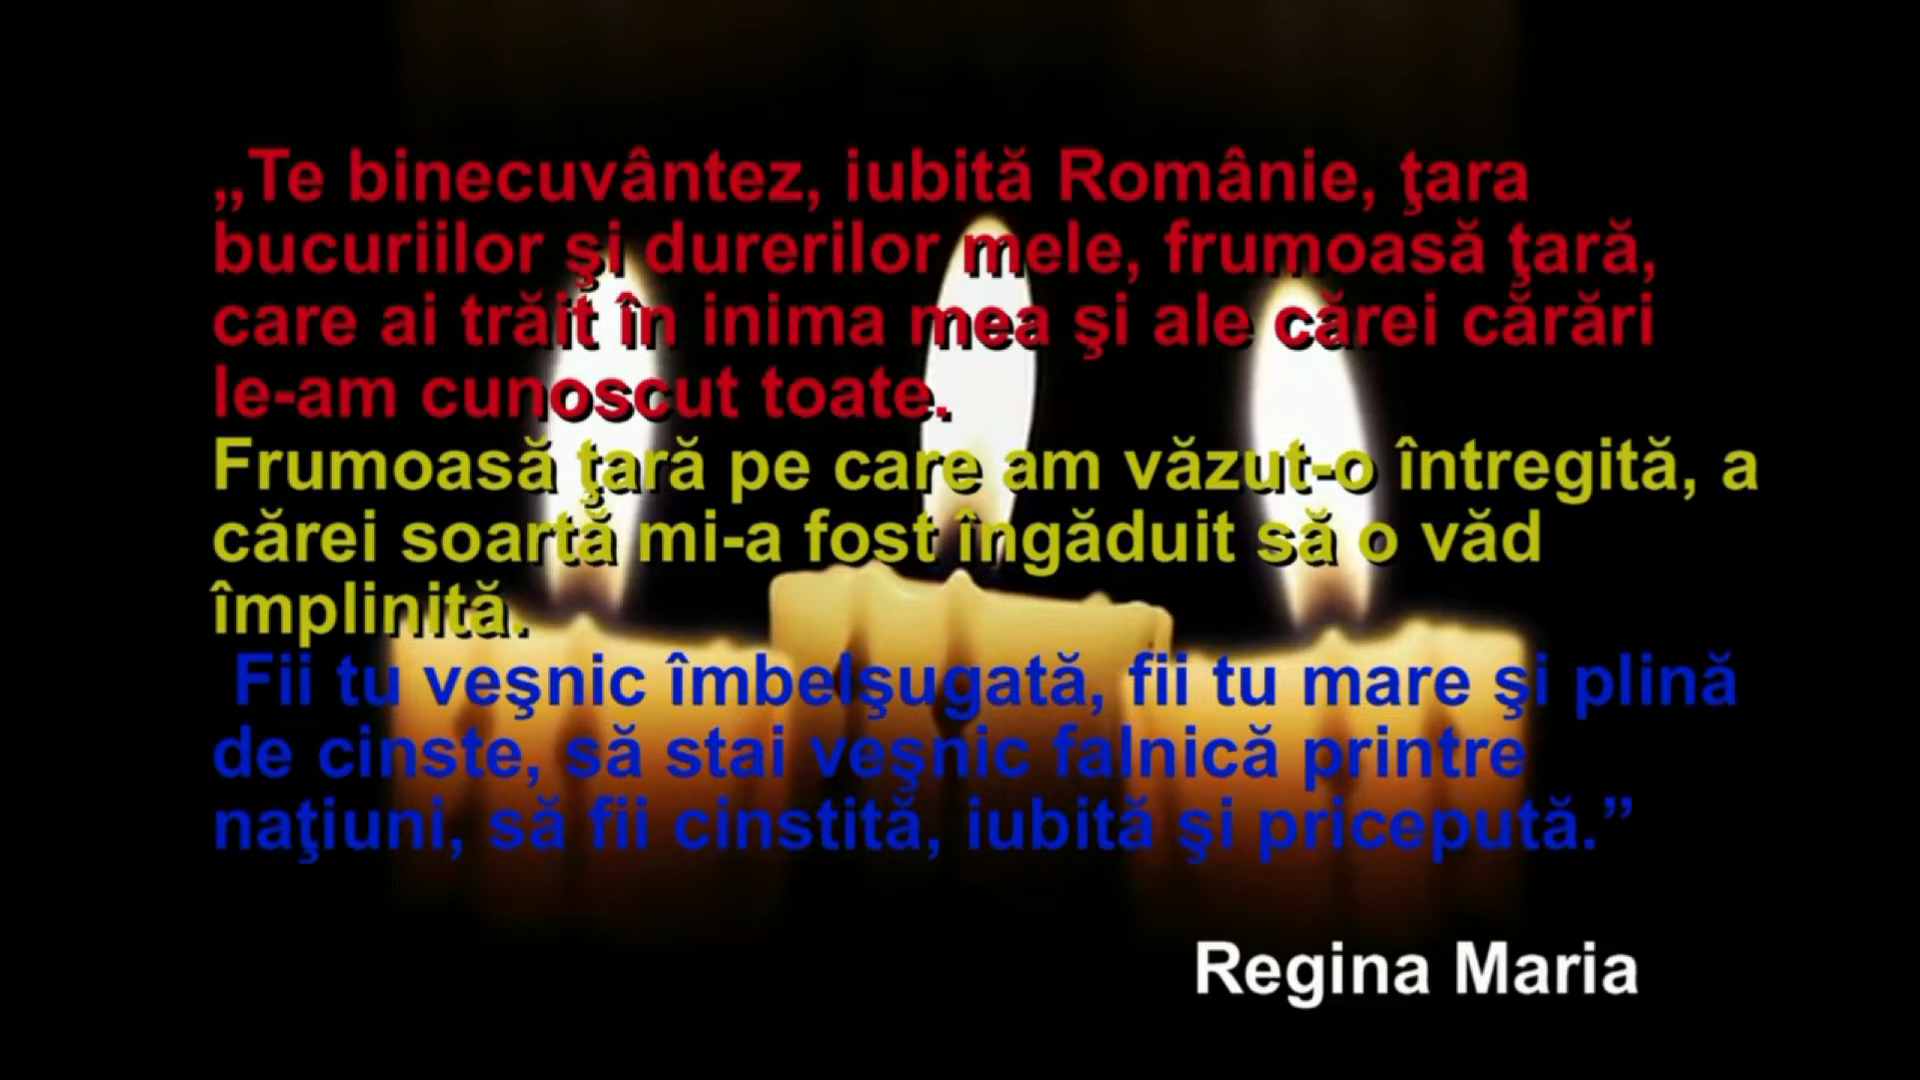 „Te binecuvântez, iubită Românie, ţara
bucuriilor şi durerilor mele, frumoasă ţară,
care ai trăit în inima mea şi ale cărei cărări
le-am cunoscut toate.
Frumoasă ţară pe care am văzut-o întregită, a
cărei soartă mi-a fost îngăduit să o văd
împlinită.
Fii tu veşnic îmbelşugată, fii tu mare şi plină
de cinste, să stai veşnic falnică printre
naţiuni, să fii cinstită, iubită şi pricepută.”
Regina Maria